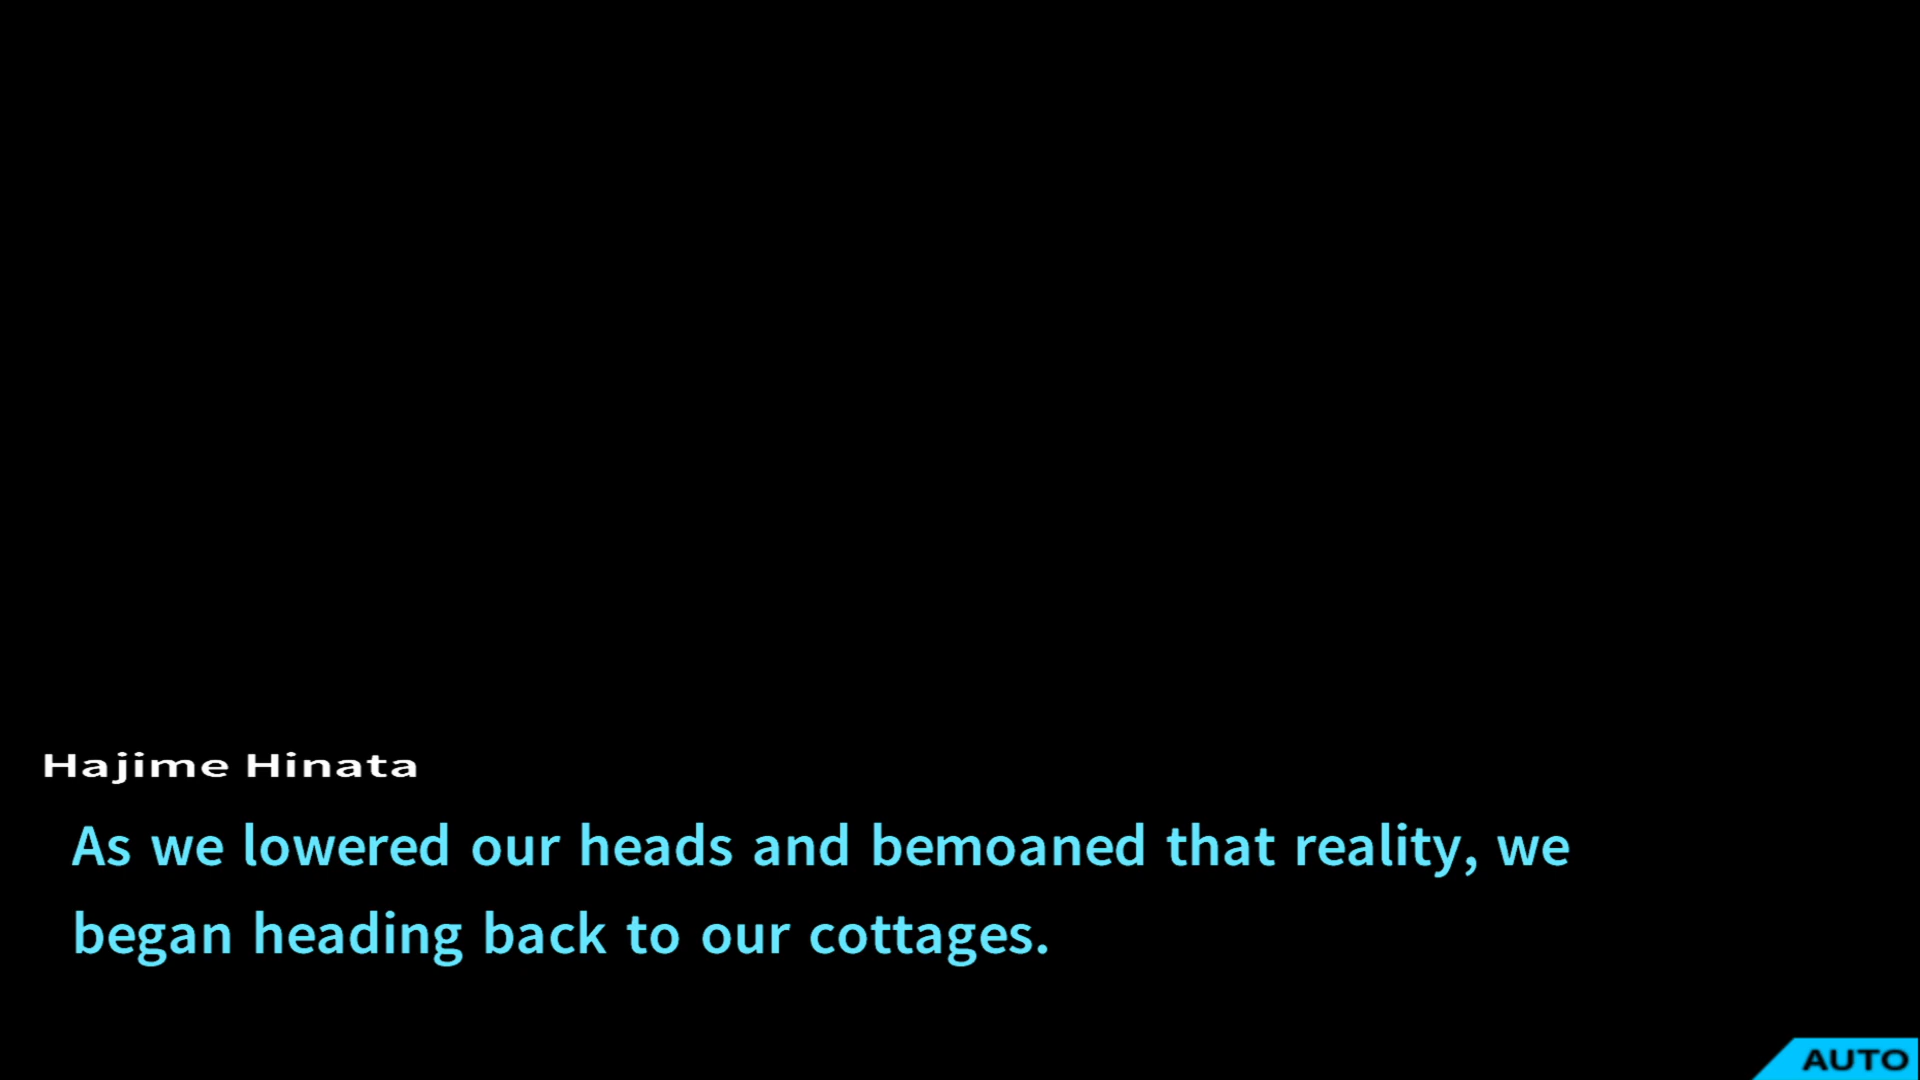 Hajime Hinata
As we lowered our heads and bemoaned that reality, we
began heading back to our cottages.
AUTO